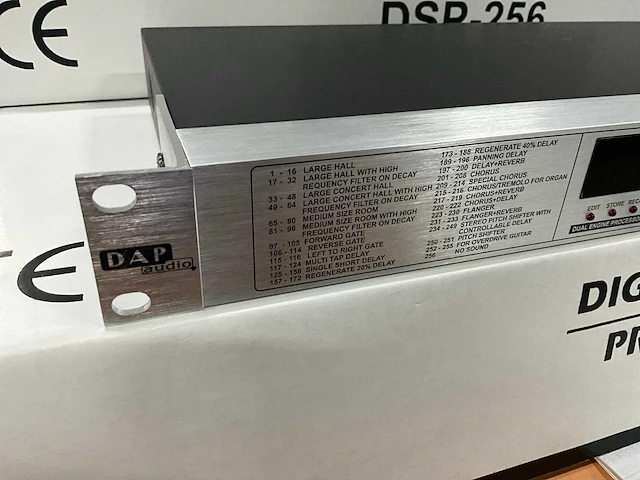 CE
DSP-256
1 - 16 LARGE HALL
17 - 32 LARGE HALL WITH HIGH
REQUENCY FILTER ON DECAY
33 - 48 LARGE CONCERT HALL
49 - 64 LARGE CONCERT HALL WITH HIGH
FREQUENCY FILTER ON DECAY
65 - 80 MEDIUM SIZE ROOM
81 - 96 MEDIUM SIZE ROOM WITH HIGH
FREQUENCY FILTER ON DECAY
97 - 105 FORWARD GATE
106 - 114 REVERSE GATE
115 - 116 LEFT TO RIGHT GATE
117 - 124 MULTI TAP DELAY
125 - 156 SINGLE SHORT DELAY
157 - 172 REGENERATE 20% DELAY
173 - 188 REGENERATE 40% DELAY
189 - 196 PANNING DELAY
197 - 200 DELAY+REVERB
201 - 208 CHORUS
209 - 214 SPECIAL CHORUS
215 - 216 CHORUS/TREMOLO FOR ORGAN
217 - 219 CHORUS+REVERB
220 - 222 CHORUS+DELAY
223 - 230 FLANGER
231 - 233 FLANGER+REVERB
234 - 249 STEREO PITCH SHIFTER WITH
CONTROLLABLE DELAY
250 - 251 PITCH SHIFTER
252 - 255 FOR OVERDRIVE GUITAR
256 NO SOUND
EDIT STORE
DUAL ENGINE PROCESSO
DAP
audio
CE
DIG
PR